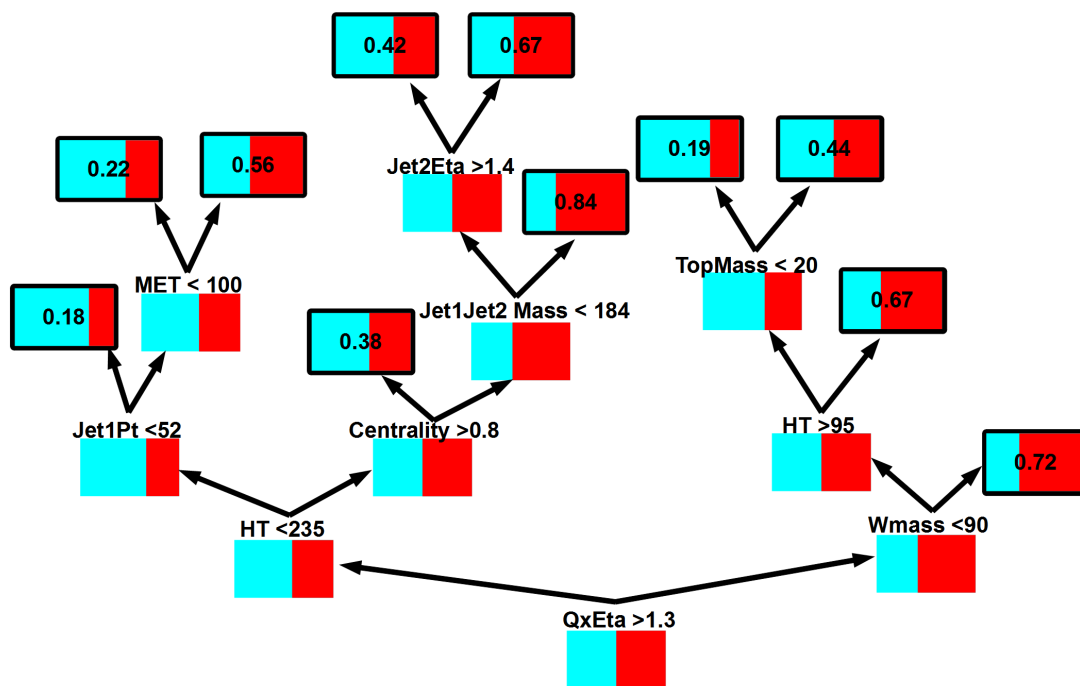 0.42
0.67
0.22
0.56
Jet2Eta >1.4
0.19
0.44
0.84
MET < 100
TopMass < 20
0.18
Jet1Jet2 Mass < 184
0.67
0.38
Jet1Pt <52
Centrality >0.8
HT >95
0.72
HT <235
Wmass <90
QxEta >1.3